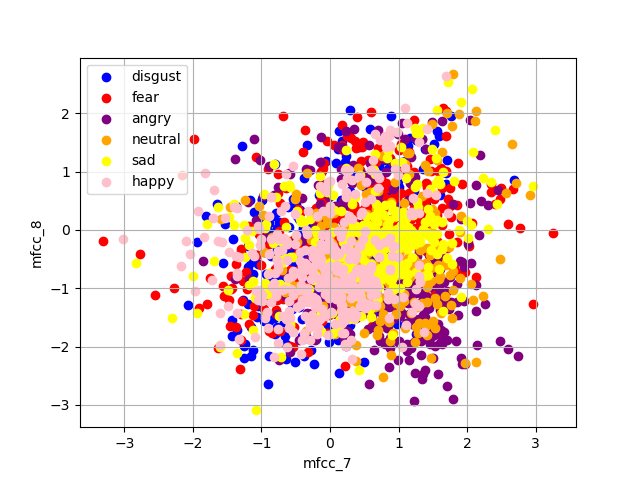 disgust
fear
angry
neutral
sad
happy
2
1
0
−1
−2
−3
mfcc_8
−3 −2 −1 0 1 2 3
mfcc_7